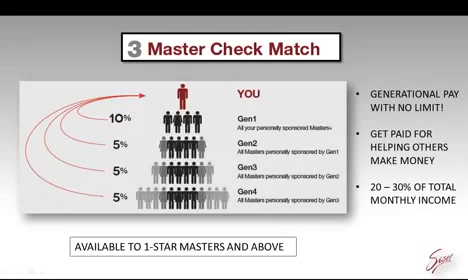 3 Master Check Match
YOU
10%
Gen1
All your personally sponsored Masters+
5%
Gen2
All Masters personally sponsored by Gen1
5%
Gen3
All Masters personally sponsored by Gen2
5%
Gen4
All Masters personally sponsored by Gen3
• GENERATIONAL PAY
WITH NO LIMIT!
• GET PAID FOR
HELPING OTHERS
MAKE MONEY
• 20 – 30% OF TOTAL
MONTHLY INCOME
AVAILABLE TO 1-STAR MASTERS AND ABOVE
Sisel